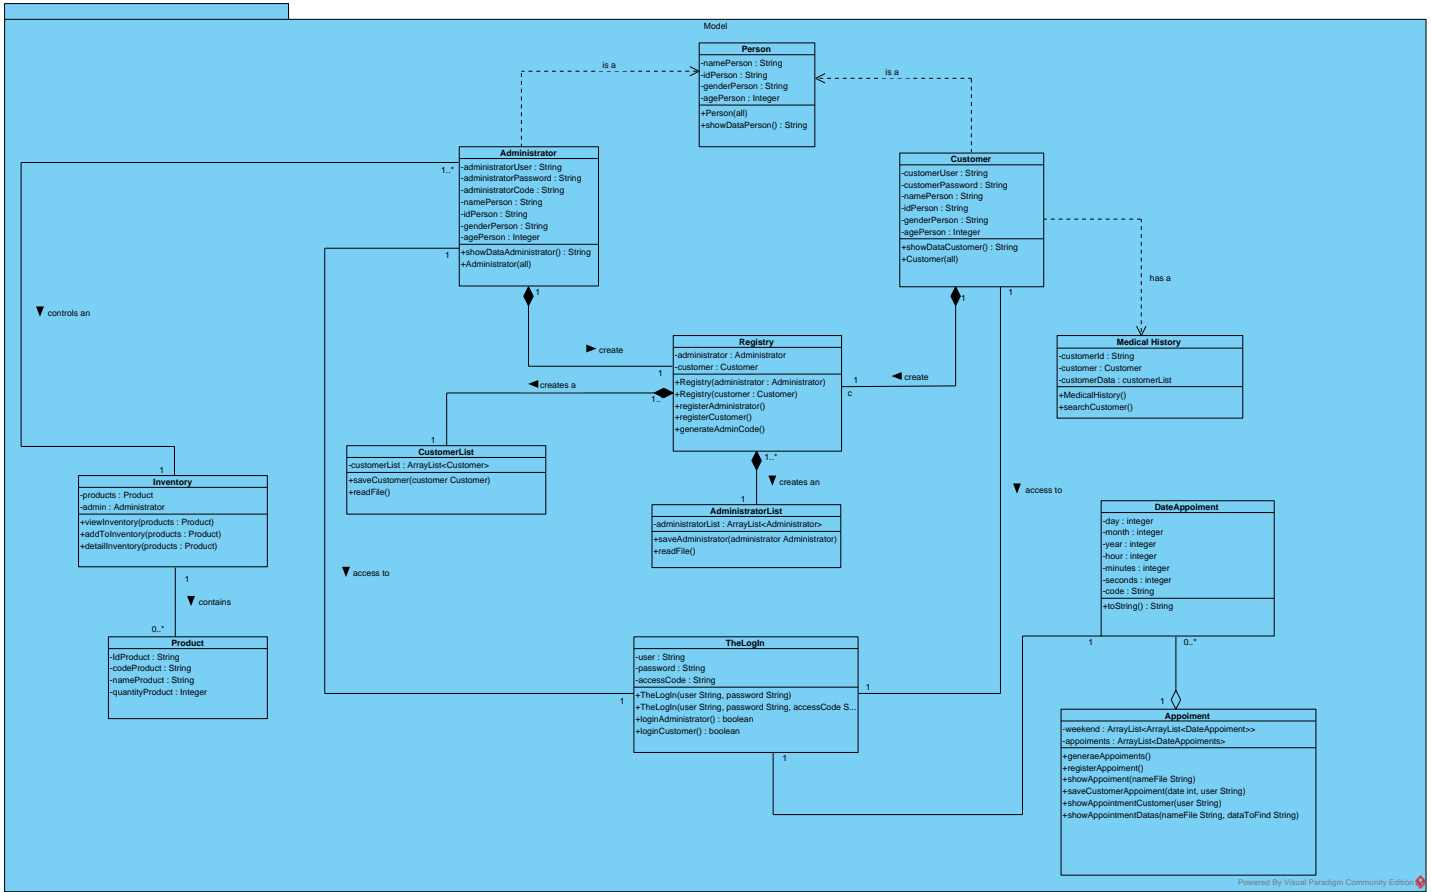 Model
Person
-namePerson : String
-idPerson : String
-genderPerson : String
-agePerson : Integer
+Person(all)
+showDataPerson() : String
is a
is a
Administrator
-administratorUser : String
-administratorPassword : String
-administratorCode : String
-namePerson : String
-idPerson : String
-genderPerson : String
-agePerson : Integer
+showDataAdministrator() : String
+Administrator(all)
1..*
1
1
Customer
-customerUser : String
-customerPassword : String
-namePerson : String
-idPerson : String
-genderPerson : String
-agePerson : Integer
+showDataCustomer() : String
+Customer(all)
1
1
has a
controls an
create
1
Registry
-administrator : Administrator
-customer : Customer
+Registry(administrator : Administrator)
+Registry(customer : Customer)
+registerAdministrator()
+registerCustomer()
+generateAdminCode()
create
1
c
Medical History
-customerId : String
-customer : Customer
-customerData : customerList
+MedicalHistory()
+searchCustomer()
creates a
1..
1
CustomerList
-customerList : ArrayList<Customer>
+saveCustomer(customer Customer)
+readFile()
1..*
creates an
1
AdministratorList
-administratorList : ArrayList<Administrator>
+saveAdministrator(administrator Administrator)
+readFile()
1
Inventory
-products : Product
-admin : Administrator
+viewInventory(products : Product)
+addToInventory(products : Product)
+detailInventory(products : Product)
1
contains
0..*
Product
-IdProduct : String
-codeProduct : String
-nameProduct : String
-quantityProduct : Integer
access to
access to
DateAppoiment
-day : integer
-month : integer
-year : integer
-hour : integer
-minutes : integer
-seconds : integer
-code : String
+toString() : String
1
0..*
TheLogIn
-user : String
-password : String
-accessCode : String
+TheLogIn(user String, password String)
+TheLogIn(user String, password String, accessCode S...
+loginAdministrator() : boolean
+loginCustomer() : boolean
1
1
1
1
Appoiment
-weekend : ArrayList<ArrayList<DateAppoiment>>
-appoiments : ArrayList<DateAppoiments>
+generaeAppoiments()
+registerAppoiment()
+showAppoiment(nameFile String)
+saveCustomerAppoiment(date int, user String)
+showAppointmentCustomer(user String)
+showAppointmentDatas(nameFile String, dataToFind String)
Powered By Visual Paradigm Community Edition